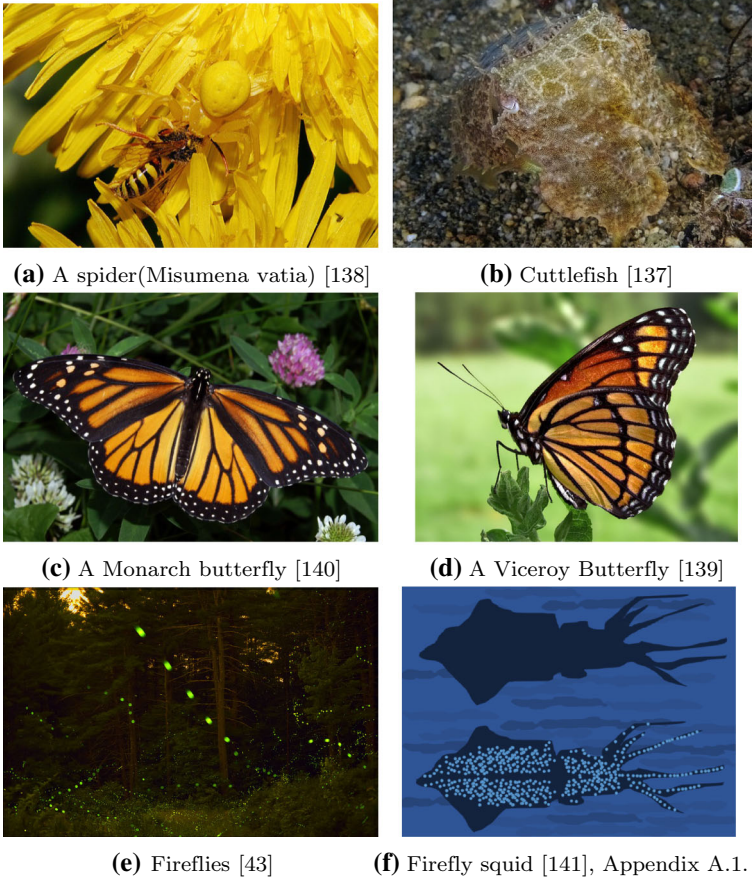 (a) A spider(Misumena vatia) [138]
(b) Cuttlefish [137]
(c) A Monarch butterfly [140]
(d) A Viceroy Butterfly [139]
(e) Fireflies [43]
(f) Firefly squid [141], Appendix A.1.